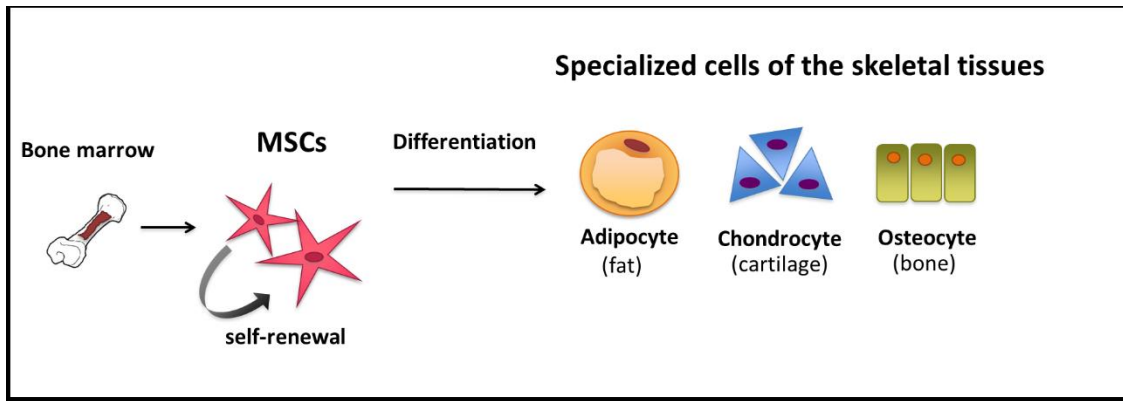 Specialized cells of the skeletal tissues
Bone marrow
MSCs
Differentiation
self-renewal
Adipocyte
(fat)
Chondrocyte
(cartilage)
Osteocyte
(bone)